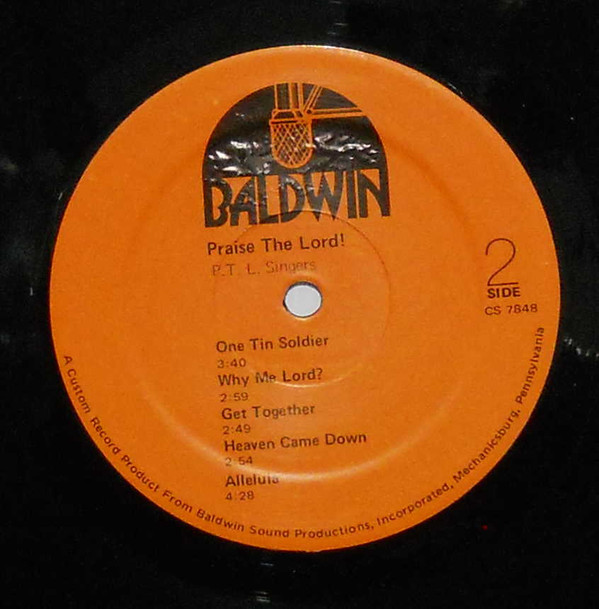 BALDWIN
Praise The Lord!
P.T. L. Singers
2
SIDE
CS 7848
One Tin Soldier
3:40
Why Me Lord?
2:59
Get Together
2:49
Heaven Came Down
2:54
Alleluia
4:28
A Custom Record Product From Baldwin Sound Productions, Incorporated, Mechanicsburg, Pennsylvania